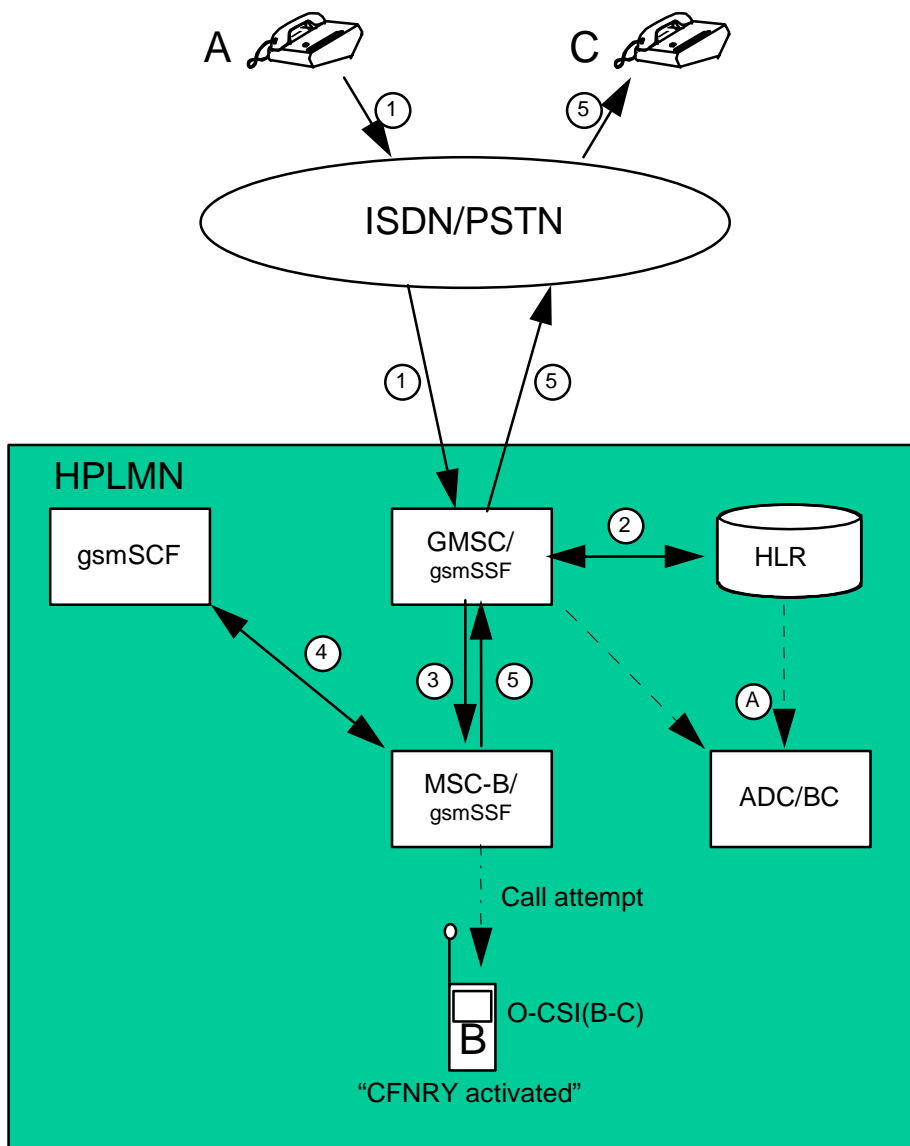 A
C
1
5
ISDN/PSTN
1
5
HPLMN
gsmSCF
GMSC/
gsmSSF
2
HLR
4
3
5
A
MSC-B/
gsmSSF
ADC/BC
Call attempt
O-CSI(B-C)
B
“CFNRY activated”